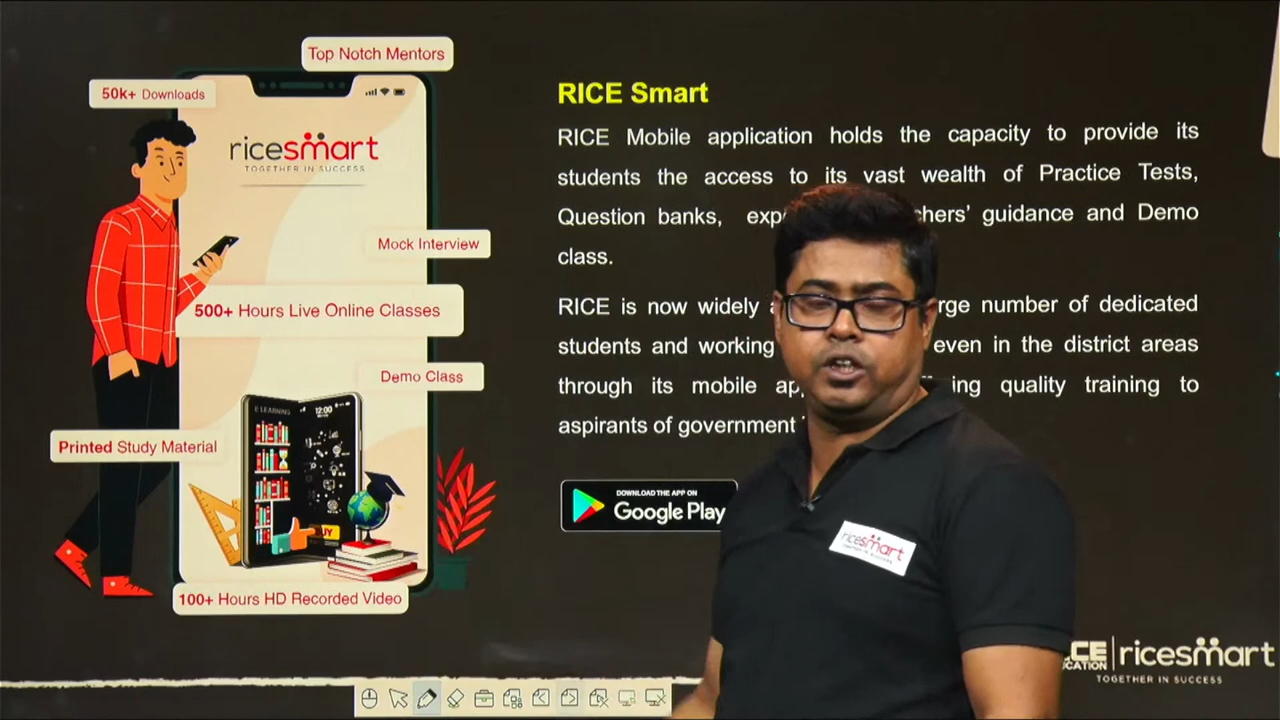 Top Notch Mentors
50k+ Downloads
ricesmart
TOGETHER IN SUCCESS
Mock Interview
500+ Hours Live Online Classes
Demo Class
E LEARNING
12:00
Printed Study Material
100+ Hours HD Recorded Video
RICE Smart
RICE Mobile application holds the capacity to provide its
students the access to its vast wealth of Practice Tests,
Question banks, guidance and Demo
class.
RICE is now widely number of dedicated
students and working even in the district areas
through its mobile quality training to
aspirants of government
DOWNLOAD THE APP ON
Google Play
ricesmart
TOGETHER IN SUCCESS
ricesmart
TOGETHER IN SUCCESS